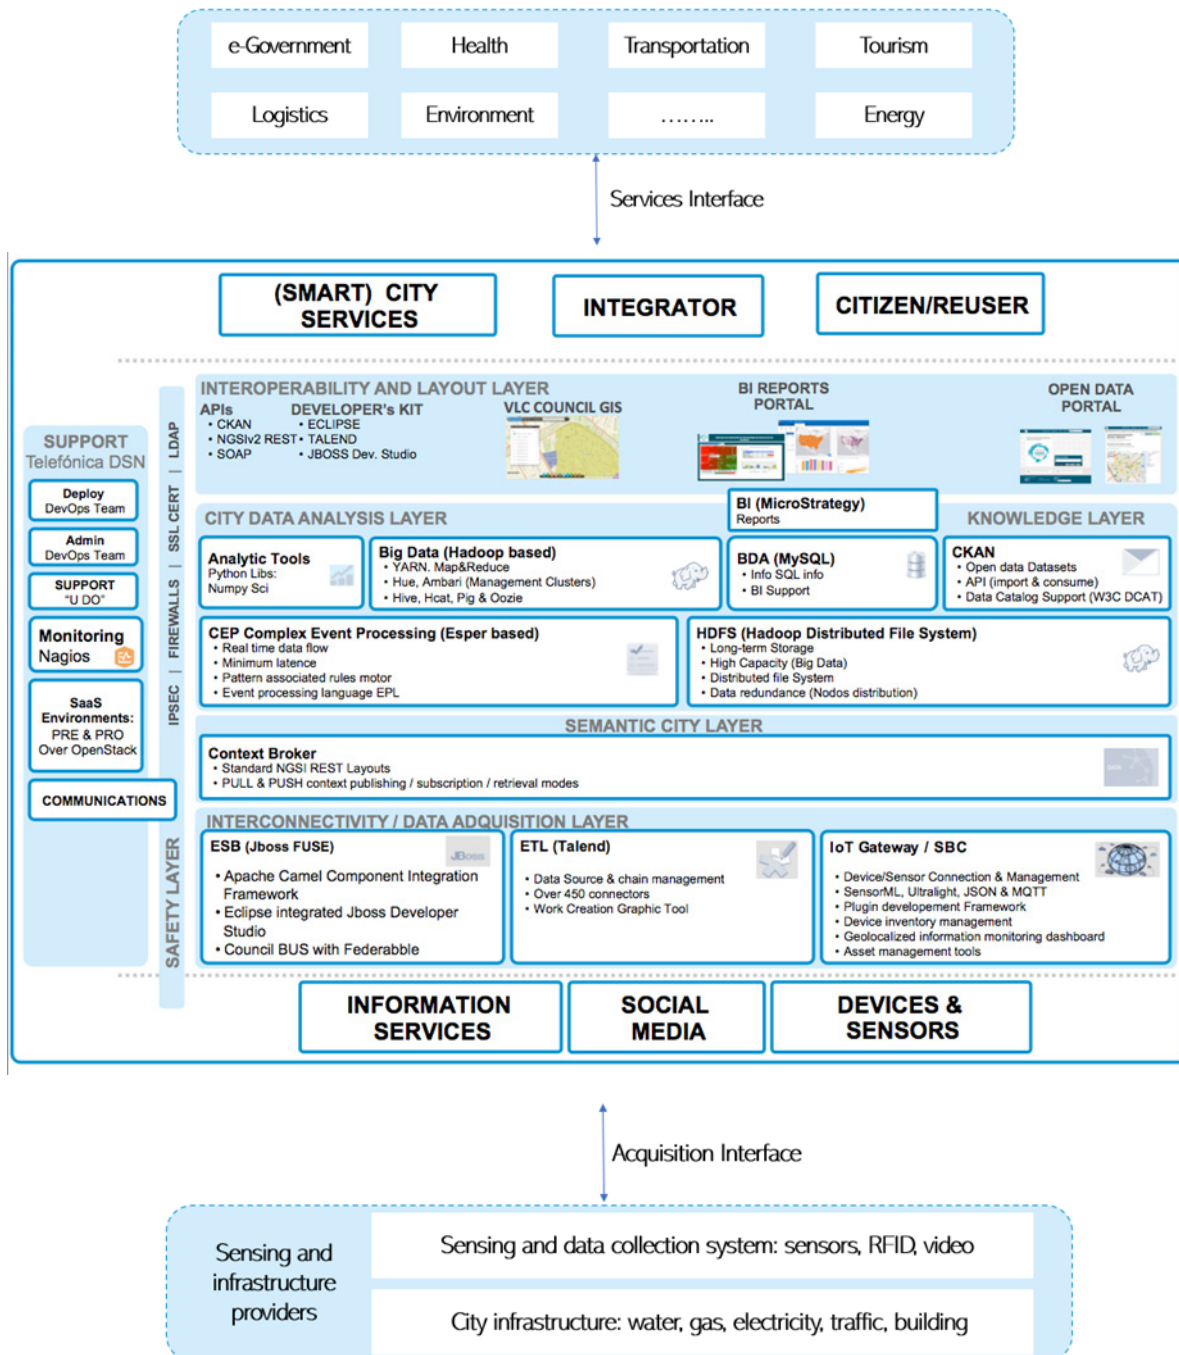 e-Government
Health
Transportation
Tourism
Logistics
Environment
……..
Energy
Services Interface
(SMART) CITY
SERVICES
INTEGRATOR
CITIZEN/REUSER
INTEROPERABILITY AND LAYOUT LAYER
APIs
• CKAN
• NGSIv2 REST
• SOAP
DEVELOPER's KIT
• ECLIPSE
• TALEND
• JBOSS Dev. Studio
VLC COUNCIL GIS
BI REPORTS
PORTAL
OPEN DATA
PORTAL
SUPPORT
Telefónica DSN
Deploy
DevOps Team
Admin
DevOps Team
SUPPORT
“U DO”
Monitoring
Nagios
SaaS
Environments:
PRE & PRO
Over OpenStack
COMMUNICATIONS
SAFETY LAYER
IPSEC | FIREWALLS | SSL CERT | LDAP
CITY DATA ANALYSIS LAYER
BI (MicroStrategy)
Reports
KNOWLEDGE LAYER
Analytic Tools
Python Libs:
Numpy Sci
Big Data (Hadoop based)
• YARN. Map&Reduce
• Hue, Ambari (Management Clusters)
• Hive, Hcat, Pig & Oozie
BDA (MySQL)
• Info SQL info
• BI Support
CKAN
• Open data Datasets
• API (import & consume)
• Data Catalog Support (W3C DCAT)
CEP Complex Event Processing (Esper based)
• Real time data flow
• Minimum latence
• Pattern associated rules motor
• Event processing language EPL
HDFS (Hadoop Distributed File System)
• Long-term Storage
• High Capacity (Big Data)
• Distributed file System
• Data redundance (Nodos distribution)
SEMANTIC CITY LAYER
Context Broker
• Standard NGSI REST Layouts
• PULL & PUSH context publishing / subscription / retrieval modes
DATA
INTERCONNECTIVITY / DATA ADQUISITION LAYER
ESB (Jboss FUSE)
JBoss
• Apache Camel Component Integration
Framework
• Eclipse integrated Jboss Developer
Studio
• Council BUS with Federabble
ETL (Talend)
• Data Source & chain management
• Over 450 connectors
• Work Creation Graphic Tool
IoT Gateway / SBC
• Device/Sensor Connection & Management
• SensorML, Ultralight, JSON & MQTT
• Plugin developement Framework
• Device inventory management
• Geolocalized information monitoring dashboard
• Asset management tools
INFORMATION
SERVICES
SOCIAL
MEDIA
DEVICES &
SENSORS
Acquisition Interface
Sensing and
infrastructure
providers
Sensing and data collection system: sensors, RFID, video
City infrastructure: water, gas, electricity, traffic, building